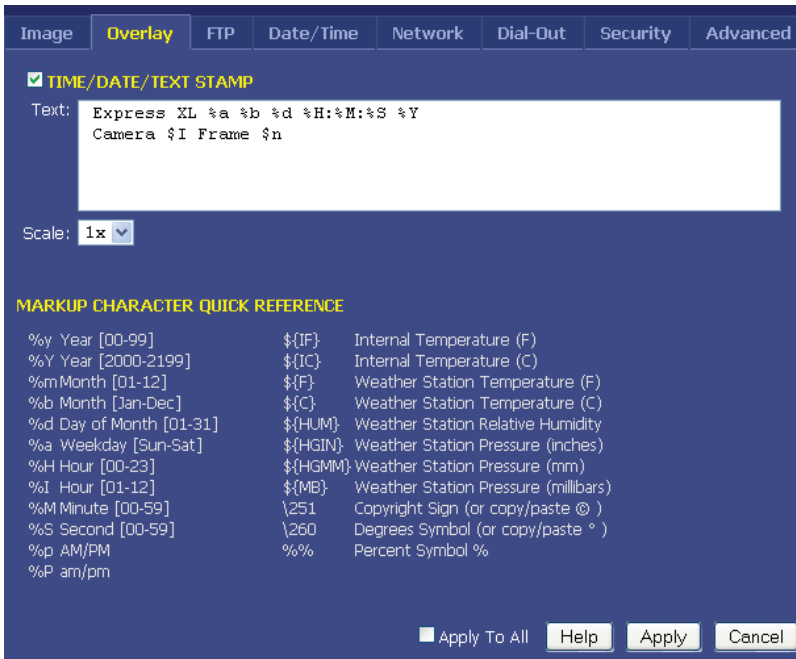 Image Overlay FTP Date/Time Network Dial-Out Security Advanced
TIME/DATE/TEXT STAMP
Text: Express XL %a %b %d %H:%M:%S %Y
Camera $I Frame $n
Scale: 1x
MARKUP CHARACTER QUICK REFERENCE
%y Year [00-99] ${IF} Internal Temperature (F)
%Y Year [2000-2199] ${IC} Internal Temperature (C)
%m Month [01-12] ${F} Weather Station Temperature (F)
%b Month [Jan-Dec] ${C} Weather Station Temperature (C)
%d Day of Month [01-31] ${HUM} Weather Station Relative Humidity
%a Weekday [Sun-Sat] ${HGIN} Weather Station Pressure (inches)
%H Hour [00-23] ${HGMM} Weather Station Pressure (mm)
%I Hour [01-12] ${MB} Weather Station Pressure (millibars)
%M Minute [00-59] \251 Copyright Sign (or copy/paste © )
%S Second [00-59] \260 Degrees Symbol (or copy/paste ° )
%p AM/PM %% Percent Symbol %
%P am/pm
Apply To All Help Apply Cancel